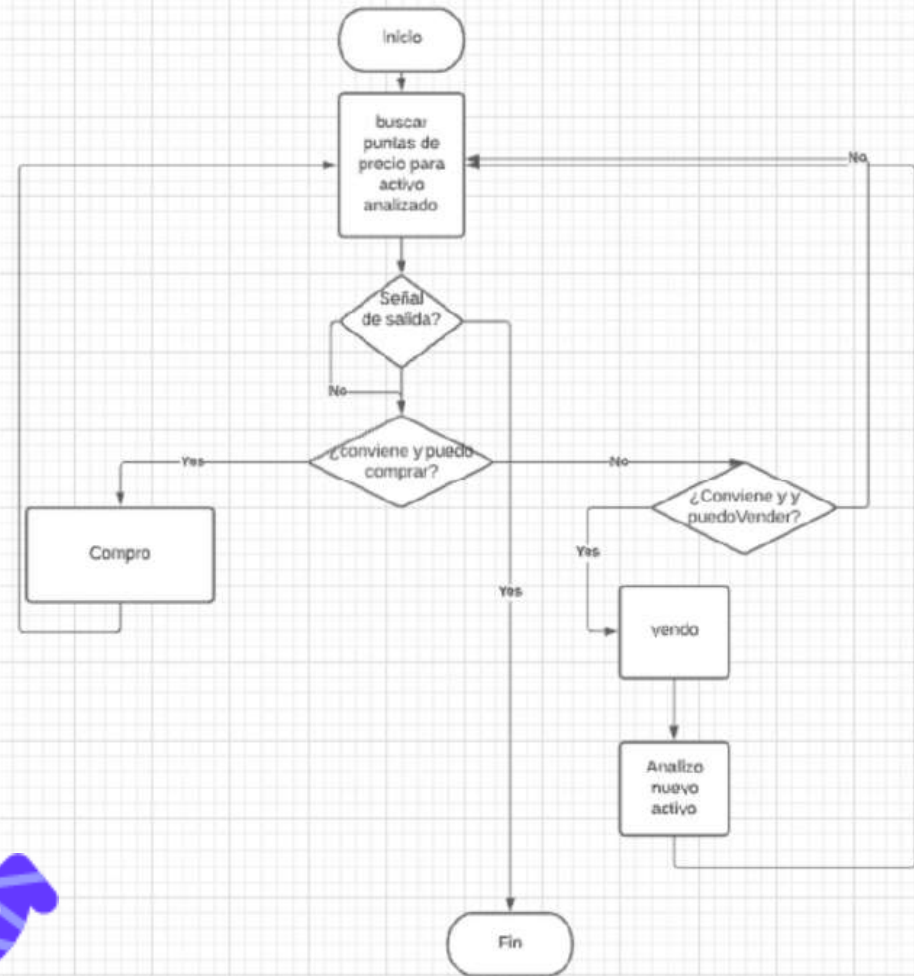 Inicio
buscar
puntas de
precio para
activo
analizado
No
Señal
de salida?
No
¿conviene y puedo
comprar?
Yes
No
¿Conviene y y
puedoVender?
Compro
Yes
Yes
vendo
Analizo
nuevo
activo
Fin